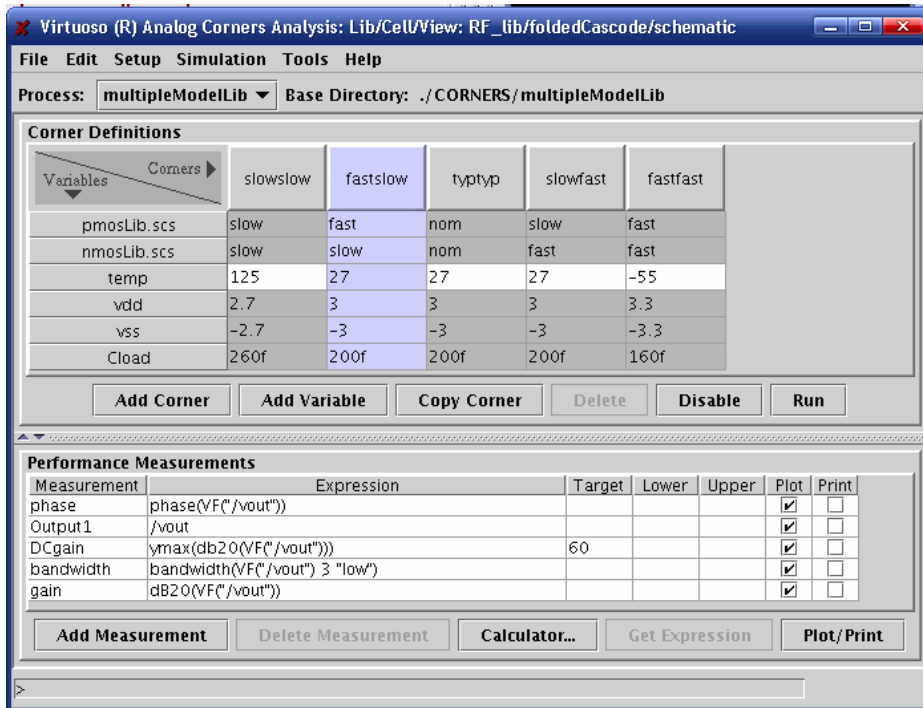 Virtuoso (R) Analog Corners Analysis: Lib/Cell/View: RF_lib/foldedCascode/schematic
File Edit Setup Simulation Tools Help
Process: multipleModelLib Base Directory: ./CORNERS/multipleModelLib
Corner Definitions
Variables Corners slowslow fastslow typtyp slowfast fastfast
pmosLib.scs slow fast nom slow fast
nmosLib.scs slow slow nom fast fast
temp 125 27 27 27 -55
vdd 2.7 3 3 3 3.3
vss -2.7 -3 -3 -3 -3.3
Cload 260f 200f 200f 200f 160f
Add Corner Add Variable Copy Corner Delete Disable Run
Performance Measurements
Measurement Expression Target Lower Upper Plot Print
phase phase(VF("/vout"))
Output1 /vout
DCgain ymax(db20(VF("/vout"))) 60
bandwidth bandwidth(VF("/vout") 3 "low")
gain dB20(VF("/vout"))
Add Measurement Delete Measurement Calculator... Get Expression Plot/Print
>